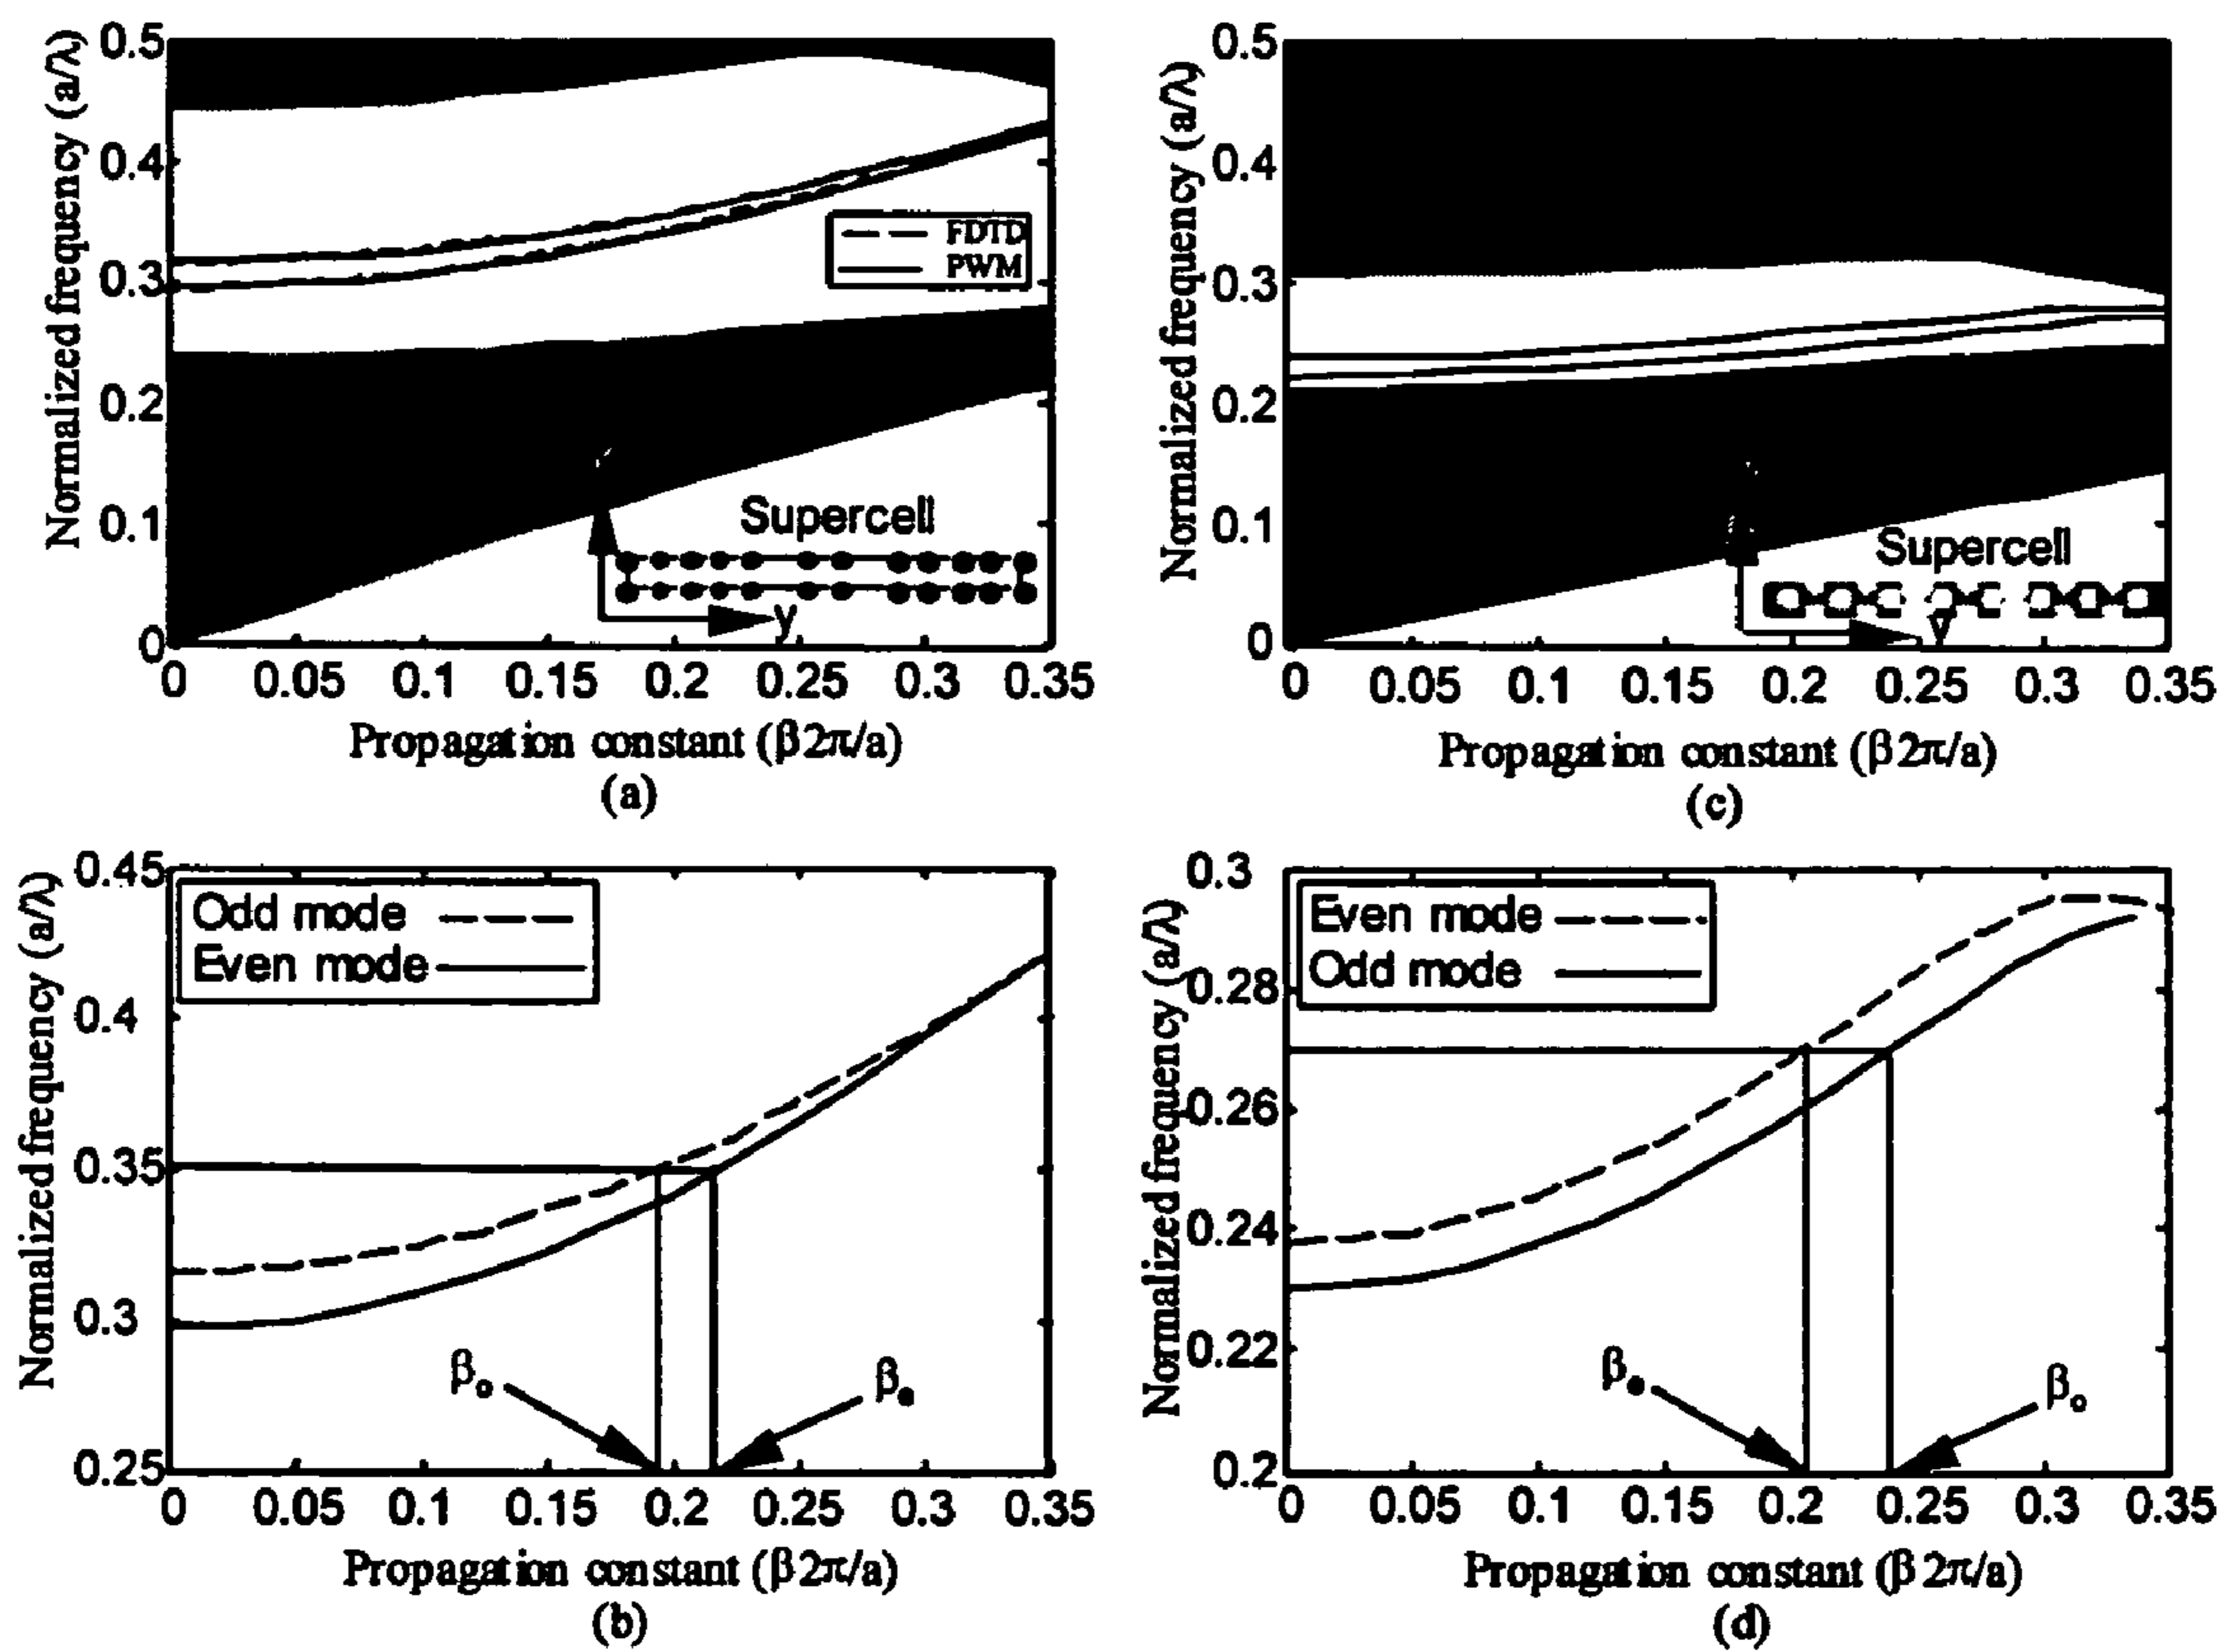 Normalized frequency (a/λ)
0.5
0.4
0.3
0.2
0.1
0
FDTD
PWM
Supercell
y
0 0.05 0.1 0.15 0.2 0.25 0.3 0.35
Propagation constant (β2π/a)
(a)
Normalized frequency (a/λ)
0.5
0.4
0.3
0.2
0.1
0
Supercell
y
0 0.05 0.1 0.15 0.2 0.25 0.3 0.35
Propagation constant (β2π/a)
(c)
Normalized frequency (a/λ)
0.45
0.4
0.35
0.3
0.25
Odd mode
Even mode
βo
βe
0 0.05 0.1 0.15 0.2 0.25 0.3 0.35
Propagation constant (β2π/a)
(b)
Normalized frequency (a/λ)
0.3
0.28
0.26
0.24
0.22
0.2
Even mode
Odd mode
βe
βo
0 0.05 0.1 0.15 0.2 0.25 0.3 0.35
Propagation constant (β2π/a)
(d)